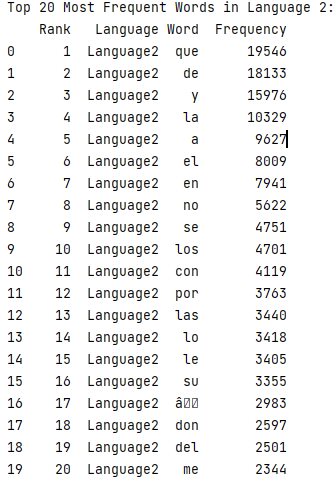 Top 20 Most Frequent Words in Language 2:
Rank Language Word Frequency
0 1 Language2 que 19546
1 2 Language2 de 18133
2 3 Language2 y 15976
3 4 Language2 la 10329
4 5 Language2 a 9627
5 6 Language2 el 8009
6 7 Language2 en 7941
7 8 Language2 no 5622
8 9 Language2 se 4751
9 10 Language2 los 4701
10 11 Language2 con 4119
11 12 Language2 por 3763
12 13 Language2 las 3440
13 14 Language2 lo 3418
14 15 Language2 le 3405
15 16 Language2 su 3355
16 17 Language2 â 2983
17 18 Language2 don 2597
18 19 Language2 del 2501
19 20 Language2 me 2344